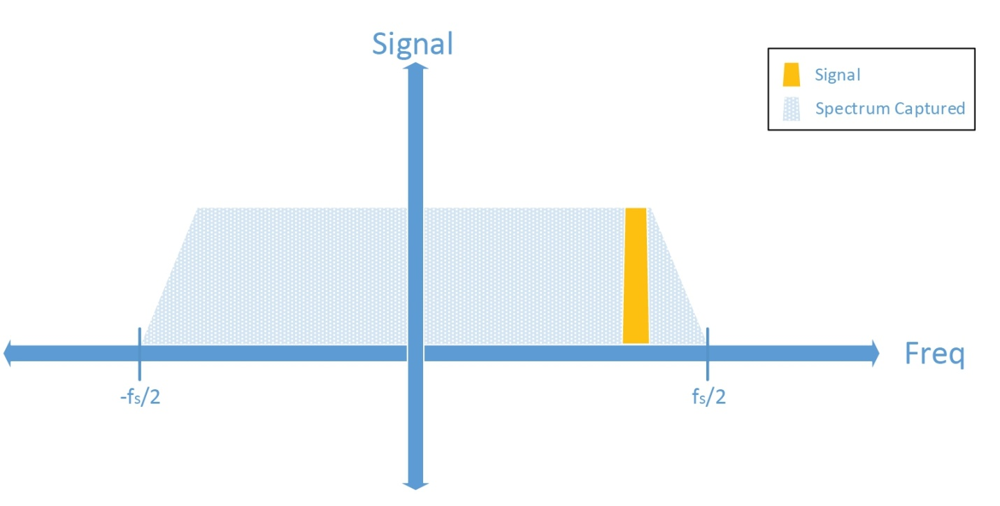 Signal
Signal
Spectrum Captured
Freq
-fs/2
fs/2